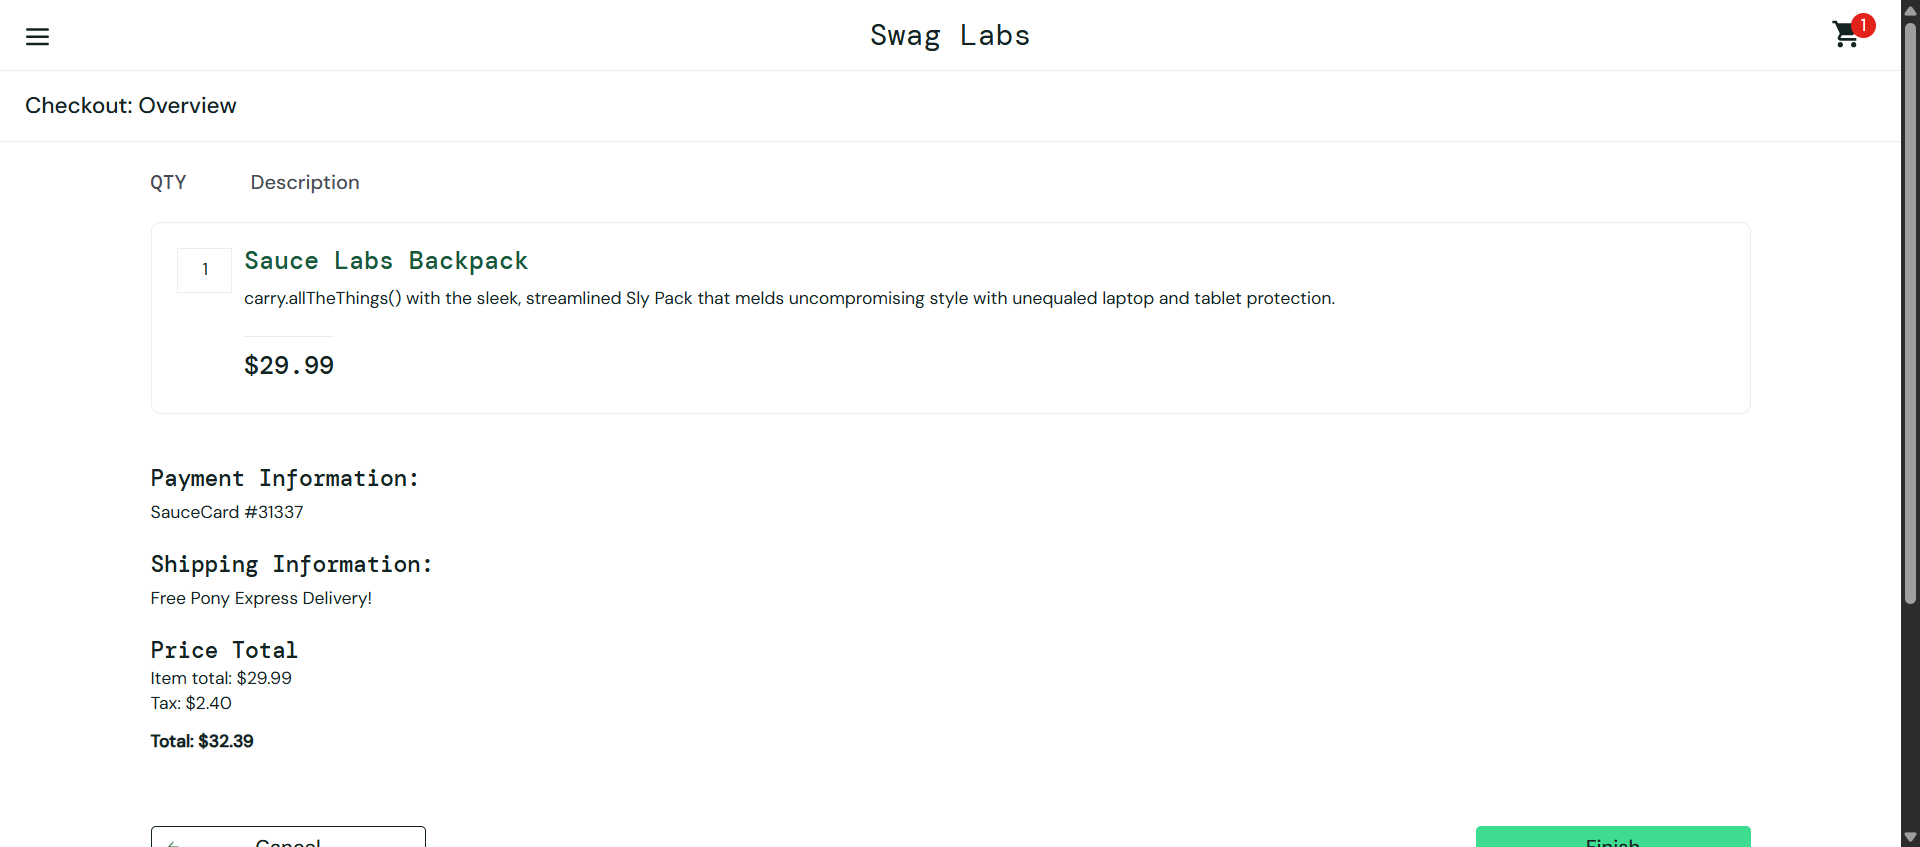 Swag Labs
1
Checkout: Overview
QTY Description
1
Sauce Labs Backpack
carry.allTheThings() with the sleek, streamlined Sly Pack that melds uncompromising style with unequaled laptop and tablet protection.
$29.99
Payment Information:
SauceCard #31337
Shipping Information:
Free Pony Express Delivery!
Price Total
Item total: $29.99
Tax: $2.40
Total: $32.39
Cancel
Finish